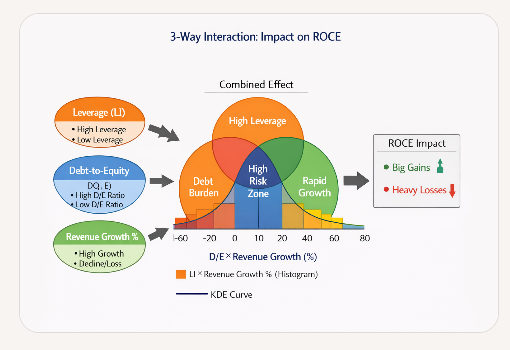 3-Way Interaction: Impact on ROCE
Combined Effect
Leverage (LI)
• High Leverage
• Low Leverage
Debt-to-Equity
DQ, E)
• High D/E Ratio
• Low D/E Ratio
Revenue Growth %
• High Growth
• Decline/Loss
High Leverage
Debt
Burden
High
Risk
Zone
Rapid
Growth
ROCE Impact
• Big Gains
• Heavy Losses
I-60 -20 0 10 20 40 60 80
D/E × Revenue Growth (%)
LI × Revenue Growth % (Histogram)
KDE Curve